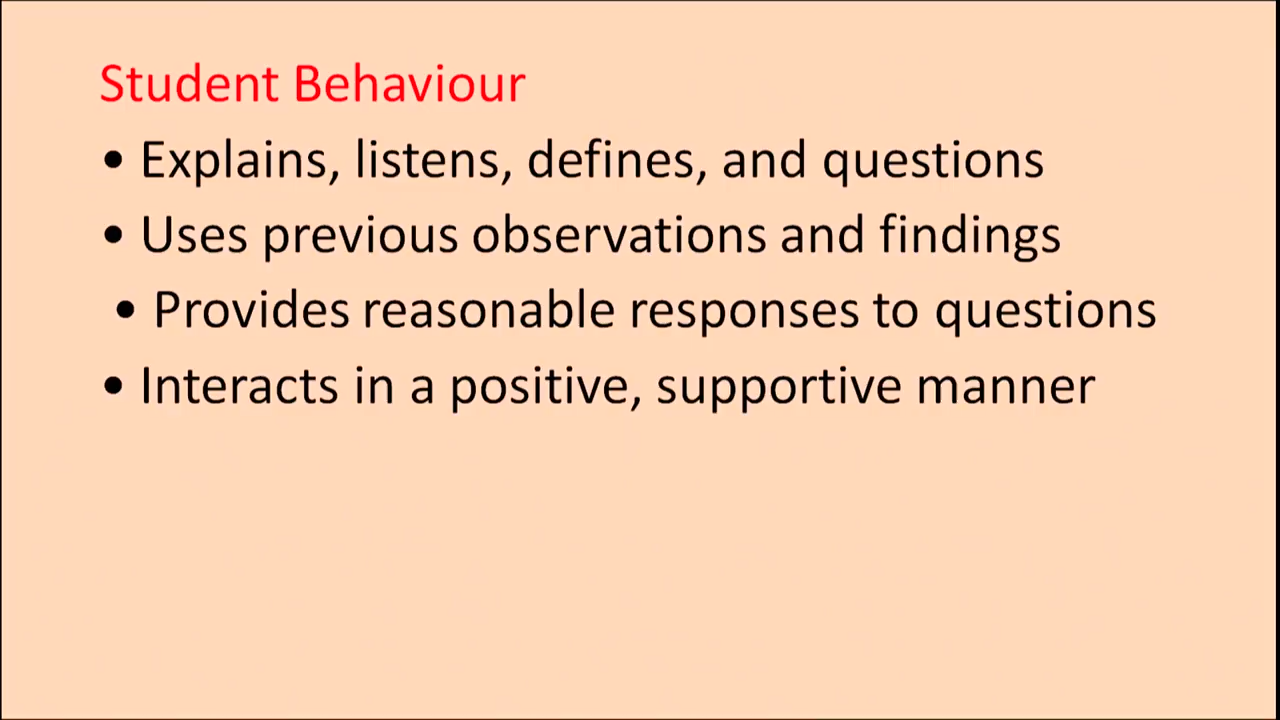 Student Behaviour
• Explains, listens, defines, and questions
• Uses previous observations and findings
• Provides reasonable responses to questions
• Interacts in a positive, supportive manner